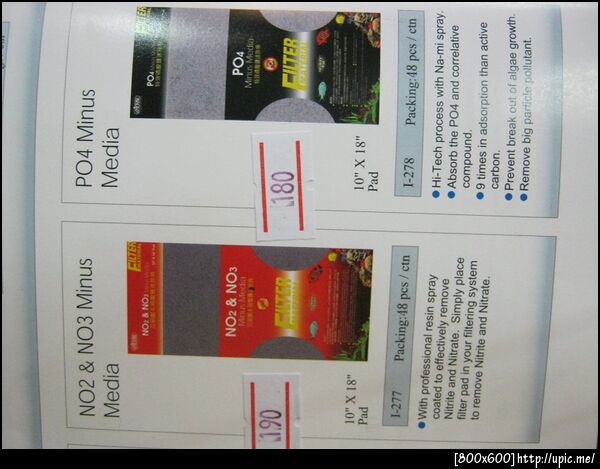 PO4 Minus
Media
PO4
Minus Media
FILTER
MATERIAL
PO4
180
10" X 18"
Pad
I-278 Packing:48 pcs / ctn
Hi-Tech process with Na-mi spray.
Absorb the PO4 and correlative
compound.
9 times in adsorption than active
carbon.
Prevent break out of algae growth.
Remove big particle pollutant.
NO2 & NO3 Minus
Media
FILTER
NO2 & NO3
NO2 & NO3
Minus Media
FILTER
190
10" X 18"
Pad
I-277 Packing:48 pcs / ctn
With professional resin spray
coated to effectively remove
Nitrite and Nitrate. Simply place
filter pad in your filtering system
to remove Nitrite and Nitrate.
[800x600]http://upic.me/